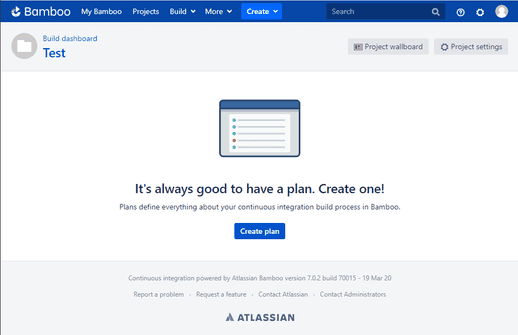 Bamboo My Bamboo Projects Build More Create Search
Build dashboard
Test
Project wallboard Project settings
It's always good to have a plan. Create one!
Plans define everything about your continuous integration build process in Bamboo.
Create plan
Continuous integration powered by Atlassian Bamboo version 7.0.2 build 70015 - 19 Mar 20
Report a problem · Request a feature · Contact Atlassian · Contact Administrators
ATLASSIAN